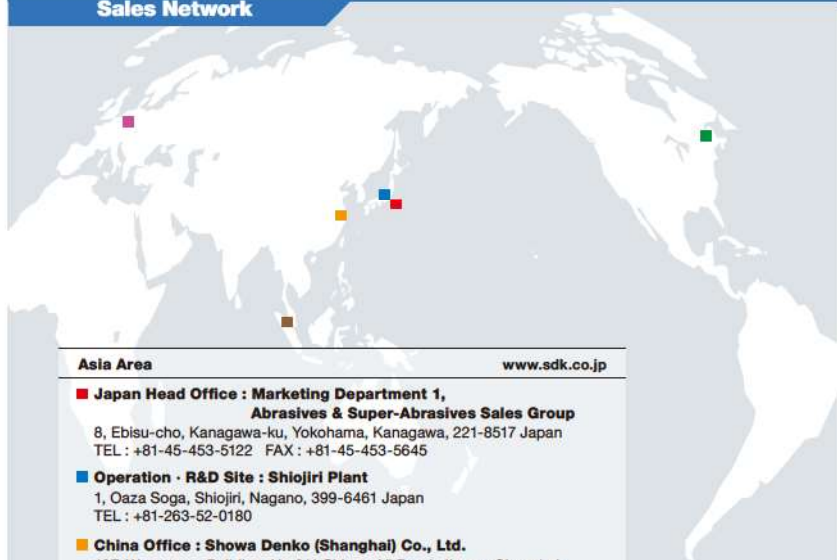 Sales Network
Asia Area www.sdk.co.jp
Japan Head Office : Marketing Department 1,
Abrasives & Super-Abrasives Sales Group
8, Ebisu-cho, Kanagawa-ku, Yokohama, Kanagawa, 221-8517 Japan
TEL : +81-45-453-5122 FAX : +81-45-453-5645
Operation · R&D Site : Shiojiri Plant
1, Oaza Soga, Shiojiri, Nagano, 399-6461 Japan
TEL : +81-263-52-0180
China Office : Showa Denko (Shanghai) Co., Ltd.